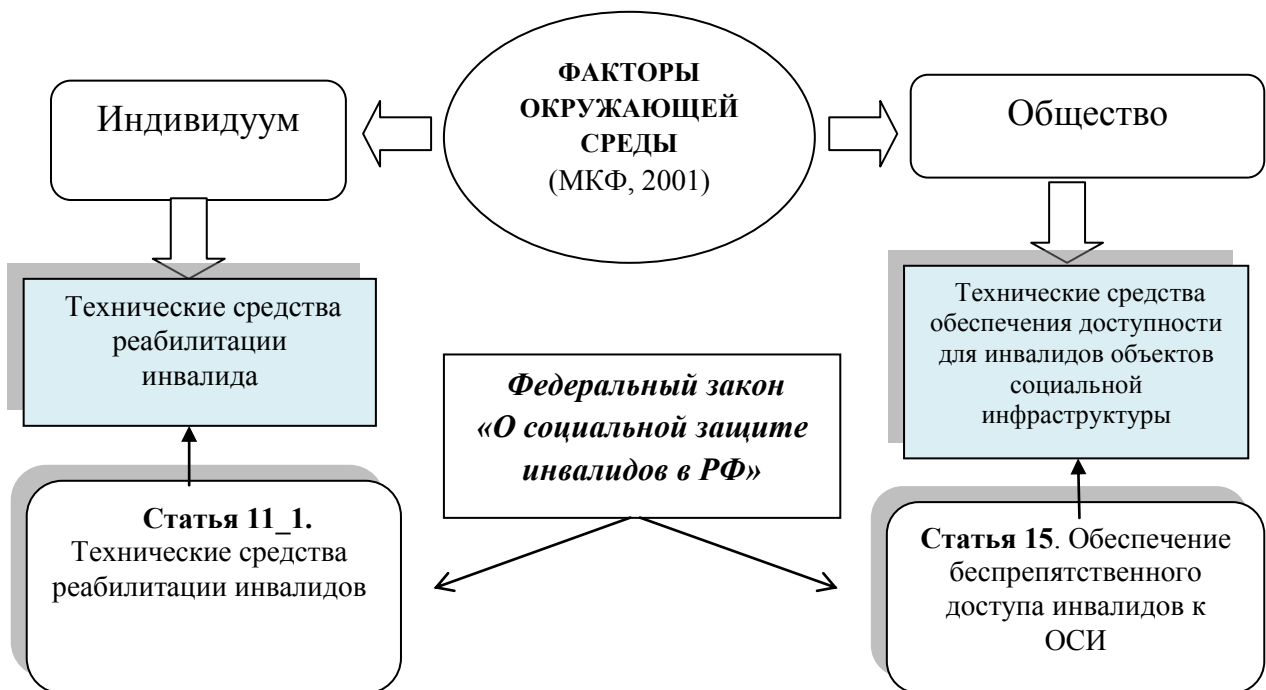 ФАКТОРЫ
ОКРУЖАЮЩЕЙ
СРЕДЫ
(МКФ, 2001)
Индивидуум
Общество
Технические средства
реабилитации
инвалида
Технические средства
обеспечения доступности
для инвалидов объектов
социальной
инфраструктуры
Федеральный закон
«О социальной защите
инвалидов в РФ»
Статья 11_1.
Технические средства
реабилитации инвалидов
Статья 15. Обеспечение
беспрепятственного
доступа инвалидов к
ОСИ